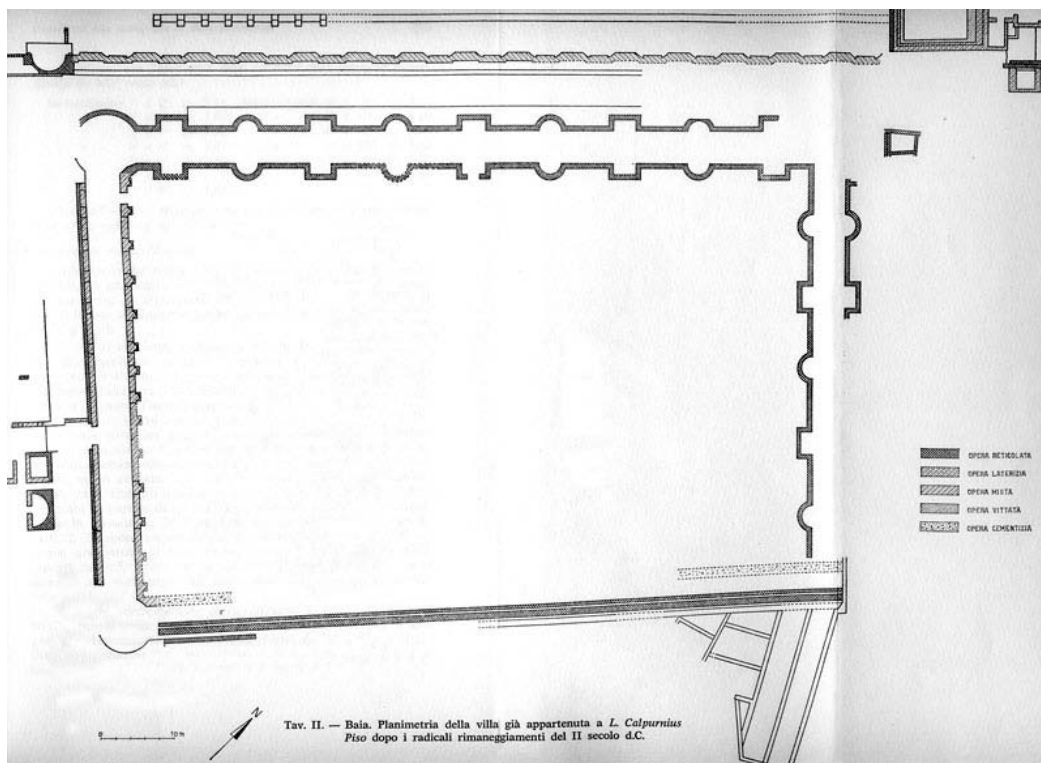 OPERA RETICOLATA
OPERA LATERIZIA
OPERA MISTA
OPERA VITTATA
OPERA CEMENTIZIA
N
0 10 m
Tav. II. — Baia. Planimetria della villa già appartenuta a L. Calpurnius
Piso dopo i radicali rimaneggiamenti del II secolo d.C.